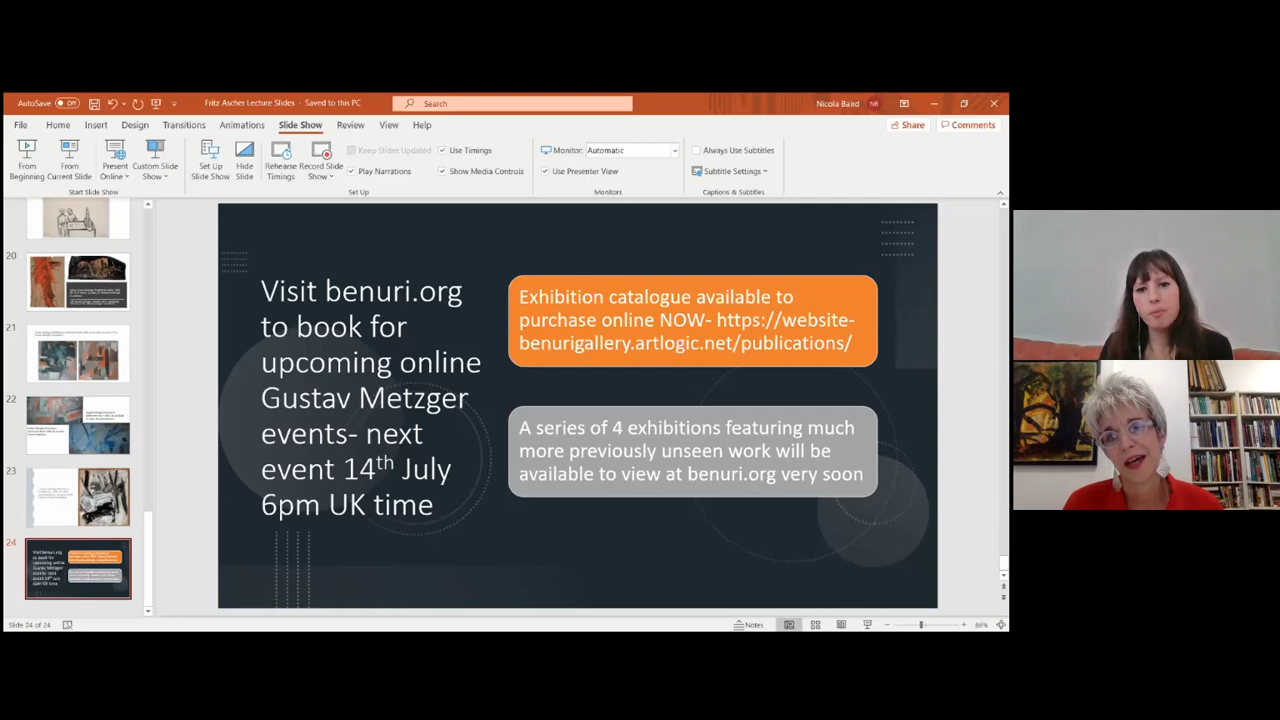 AutoSave Off
Fritz Ascher Lecture Slides - Saved to this PC
Search
Nicola Baird NB
File Home Insert Design Transitions Animations Slide Show Review View Help
Share Comments
From Beginning
From Current Slide
Present Online
Custom Slide Show
Start Slide Show
Set Up Slide Show
Hide Slide
Rehearse Timings
Record Slide Show
Keep Slides Updated
Play Narrations
Use Timings
Show Media Controls
Set Up
Monitor: Automatic
Use Presenter View
Monitors
Always Use Subtitles
Subtitle Settings
Captions & Subtitles
20
21
22
23
24
Visit benuri.org
to book for
upcoming online
Gustav Metzger
events- next
event 14th July
6pm UK time
Exhibition catalogue available to
purchase online NOW- https://website-
benurigallery.artlogic.net/publications/
A series of 4 exhibitions featuring much
more previously unseen work will be
available to view at benuri.org very soon
Slide 24 of 24
Notes
66%